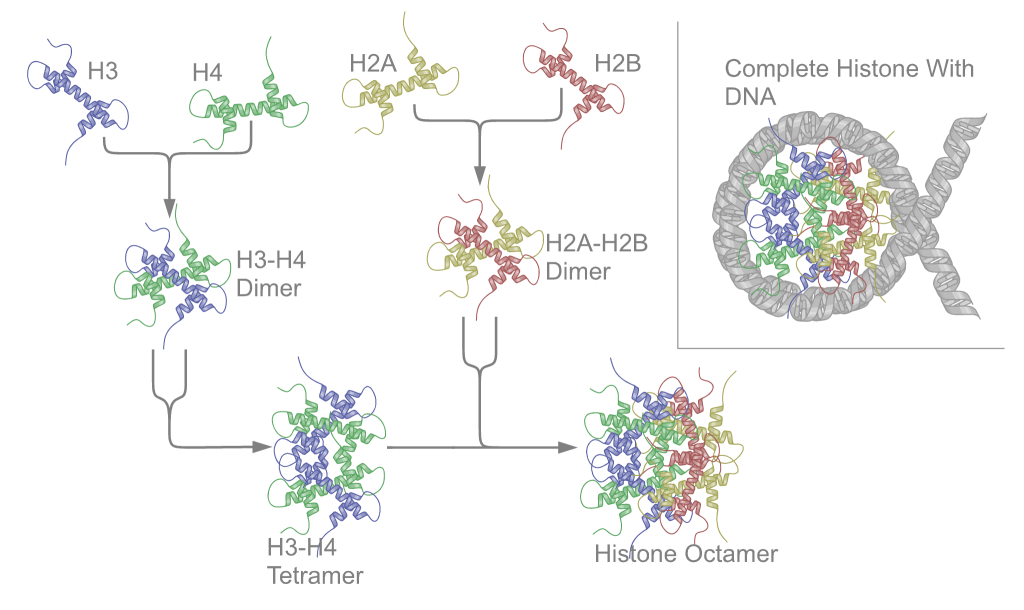 H3
H4
H2A
H2B
Complete Histone With
DNA
H3-H4
Dimer
H2A-H2B
Dimer
H3-H4
Tetramer
Histone Octamer